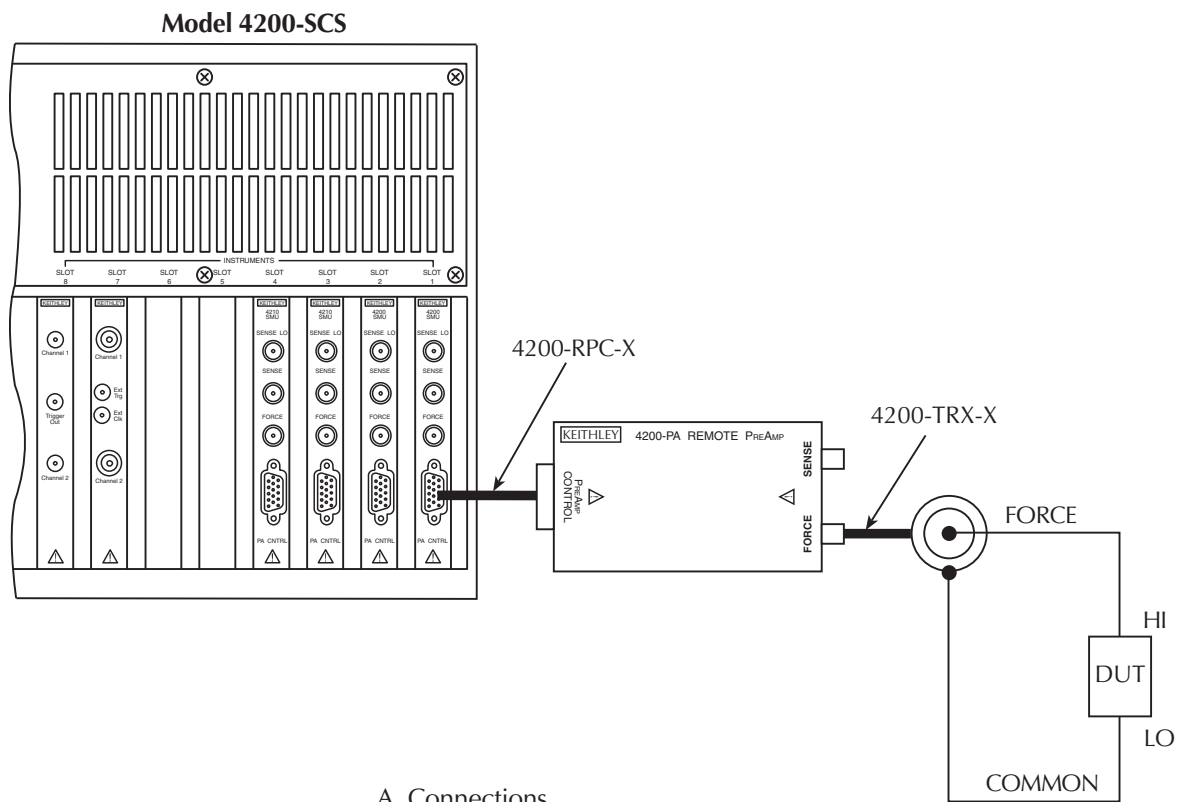 Model 4200-SCS
INSTRUMENTS
SLOT 8
SLOT 7
SLOT 6
SLOT 5
SLOT 4
SLOT 3
SLOT 2
SLOT 1
KEITHLEY
Channel 1
Trigger Out
Channel 2
KEITHLEY
Channel 1
Ext Trg
Ext Clk
Channel 2
KEITHLEY
4210 SMU
SENSE LO
SENSE
FORCE
PA CNTRL
KEITHLEY
4210 SMU
SENSE LO
SENSE
FORCE
PA CNTRL
KEITHLEY
4200 SMU
SENSE LO
SENSE
FORCE
PA CNTRL
KEITHLEY
4200 SMU
SENSE LO
SENSE
FORCE
PA CNTRL
4200-RPC-X
KEITHLEY 4200-PA REMOTE PREAMP
PREAMP CONTROL
SENSE
FORCE
4200-TRX-X
FORCE
HI
DUT
LO
COMMON
A. Connections